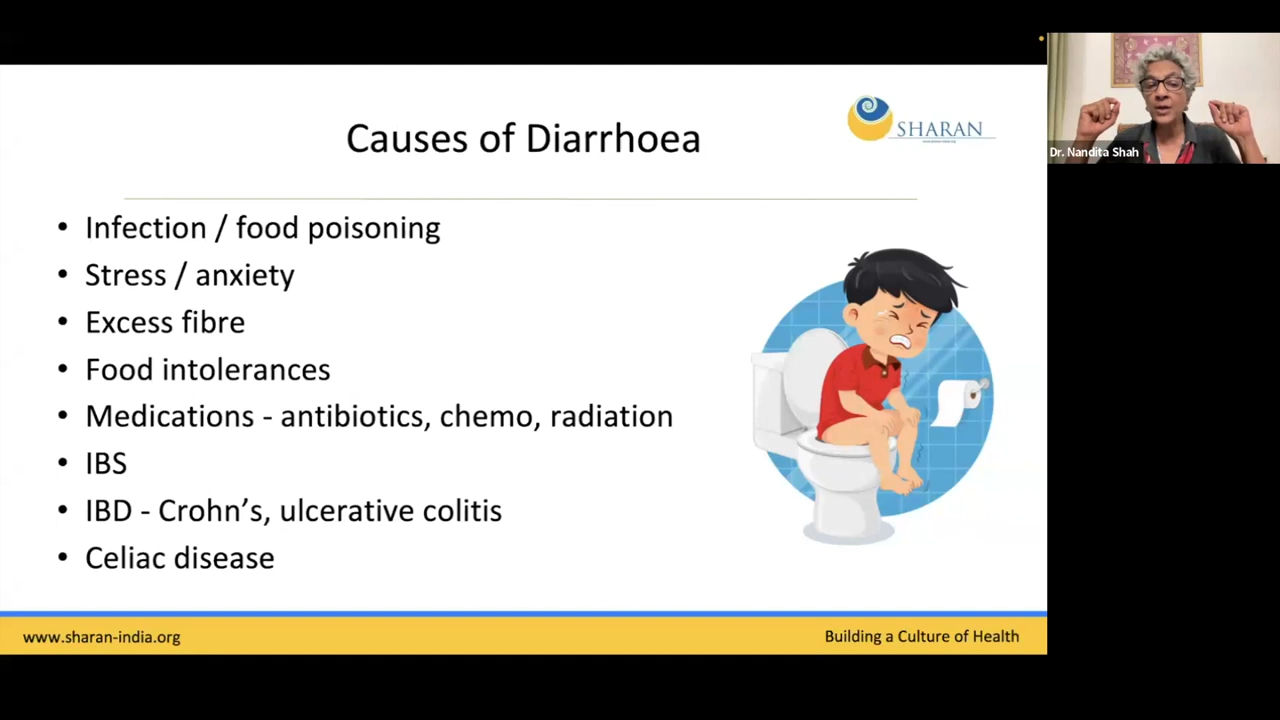 Causes of Diarrhoea
SHARAN
Dr. Nandita Shah
• Infection / food poisoning
• Stress / anxiety
• Excess fibre
• Food intolerances
• Medications - antibiotics, chemo, radiation
• IBS
• IBD - Crohn’s, ulcerative colitis
• Celiac disease
www.sharan-india.org
Building a Culture of Health